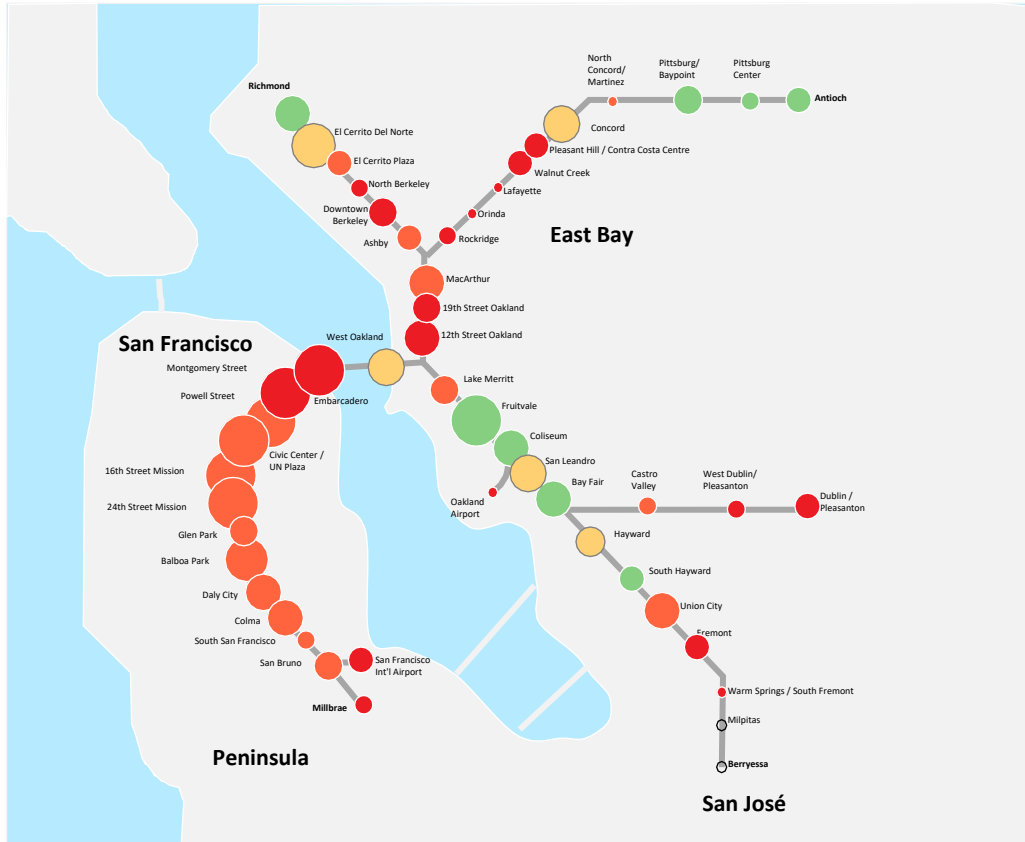 North
Concord/
Martinez
Pittsburg/
Baypoint
Pittsburg
Center
Richmond
Antioch
El Cerrito Del Norte
Concord
El Cerrito Plaza
Pleasant Hill / Contra Costa Centre
Walnut Creek
North Berkeley
Lafayette
Downtown
Berkeley
Orinda
Ashby
Rockridge
East Bay
MacArthur
19th Street Oakland
San Francisco
West Oakland
12th Street Oakland
Montgomery Street
Lake Merritt
Powell Street
Embarcadero
Fruitvale
Coliseum
Civic Center /
UN Plaza
San Leandro
16th Street Mission
Castro
Valley
West Dublin/
Pleasanton
Bay Fair
Oakland
Airport
Dublin /
Pleasanton
24th Street Mission
Glen Park
Hayward
Balboa Park
South Hayward
Daly City
Union City
Colma
South San Francisco
Fremont
San Bruno
San Francisco
Int'l Airport
Warm Springs / South Fremont
Millbrae
Milpitas
Peninsula
Berryessa
San José